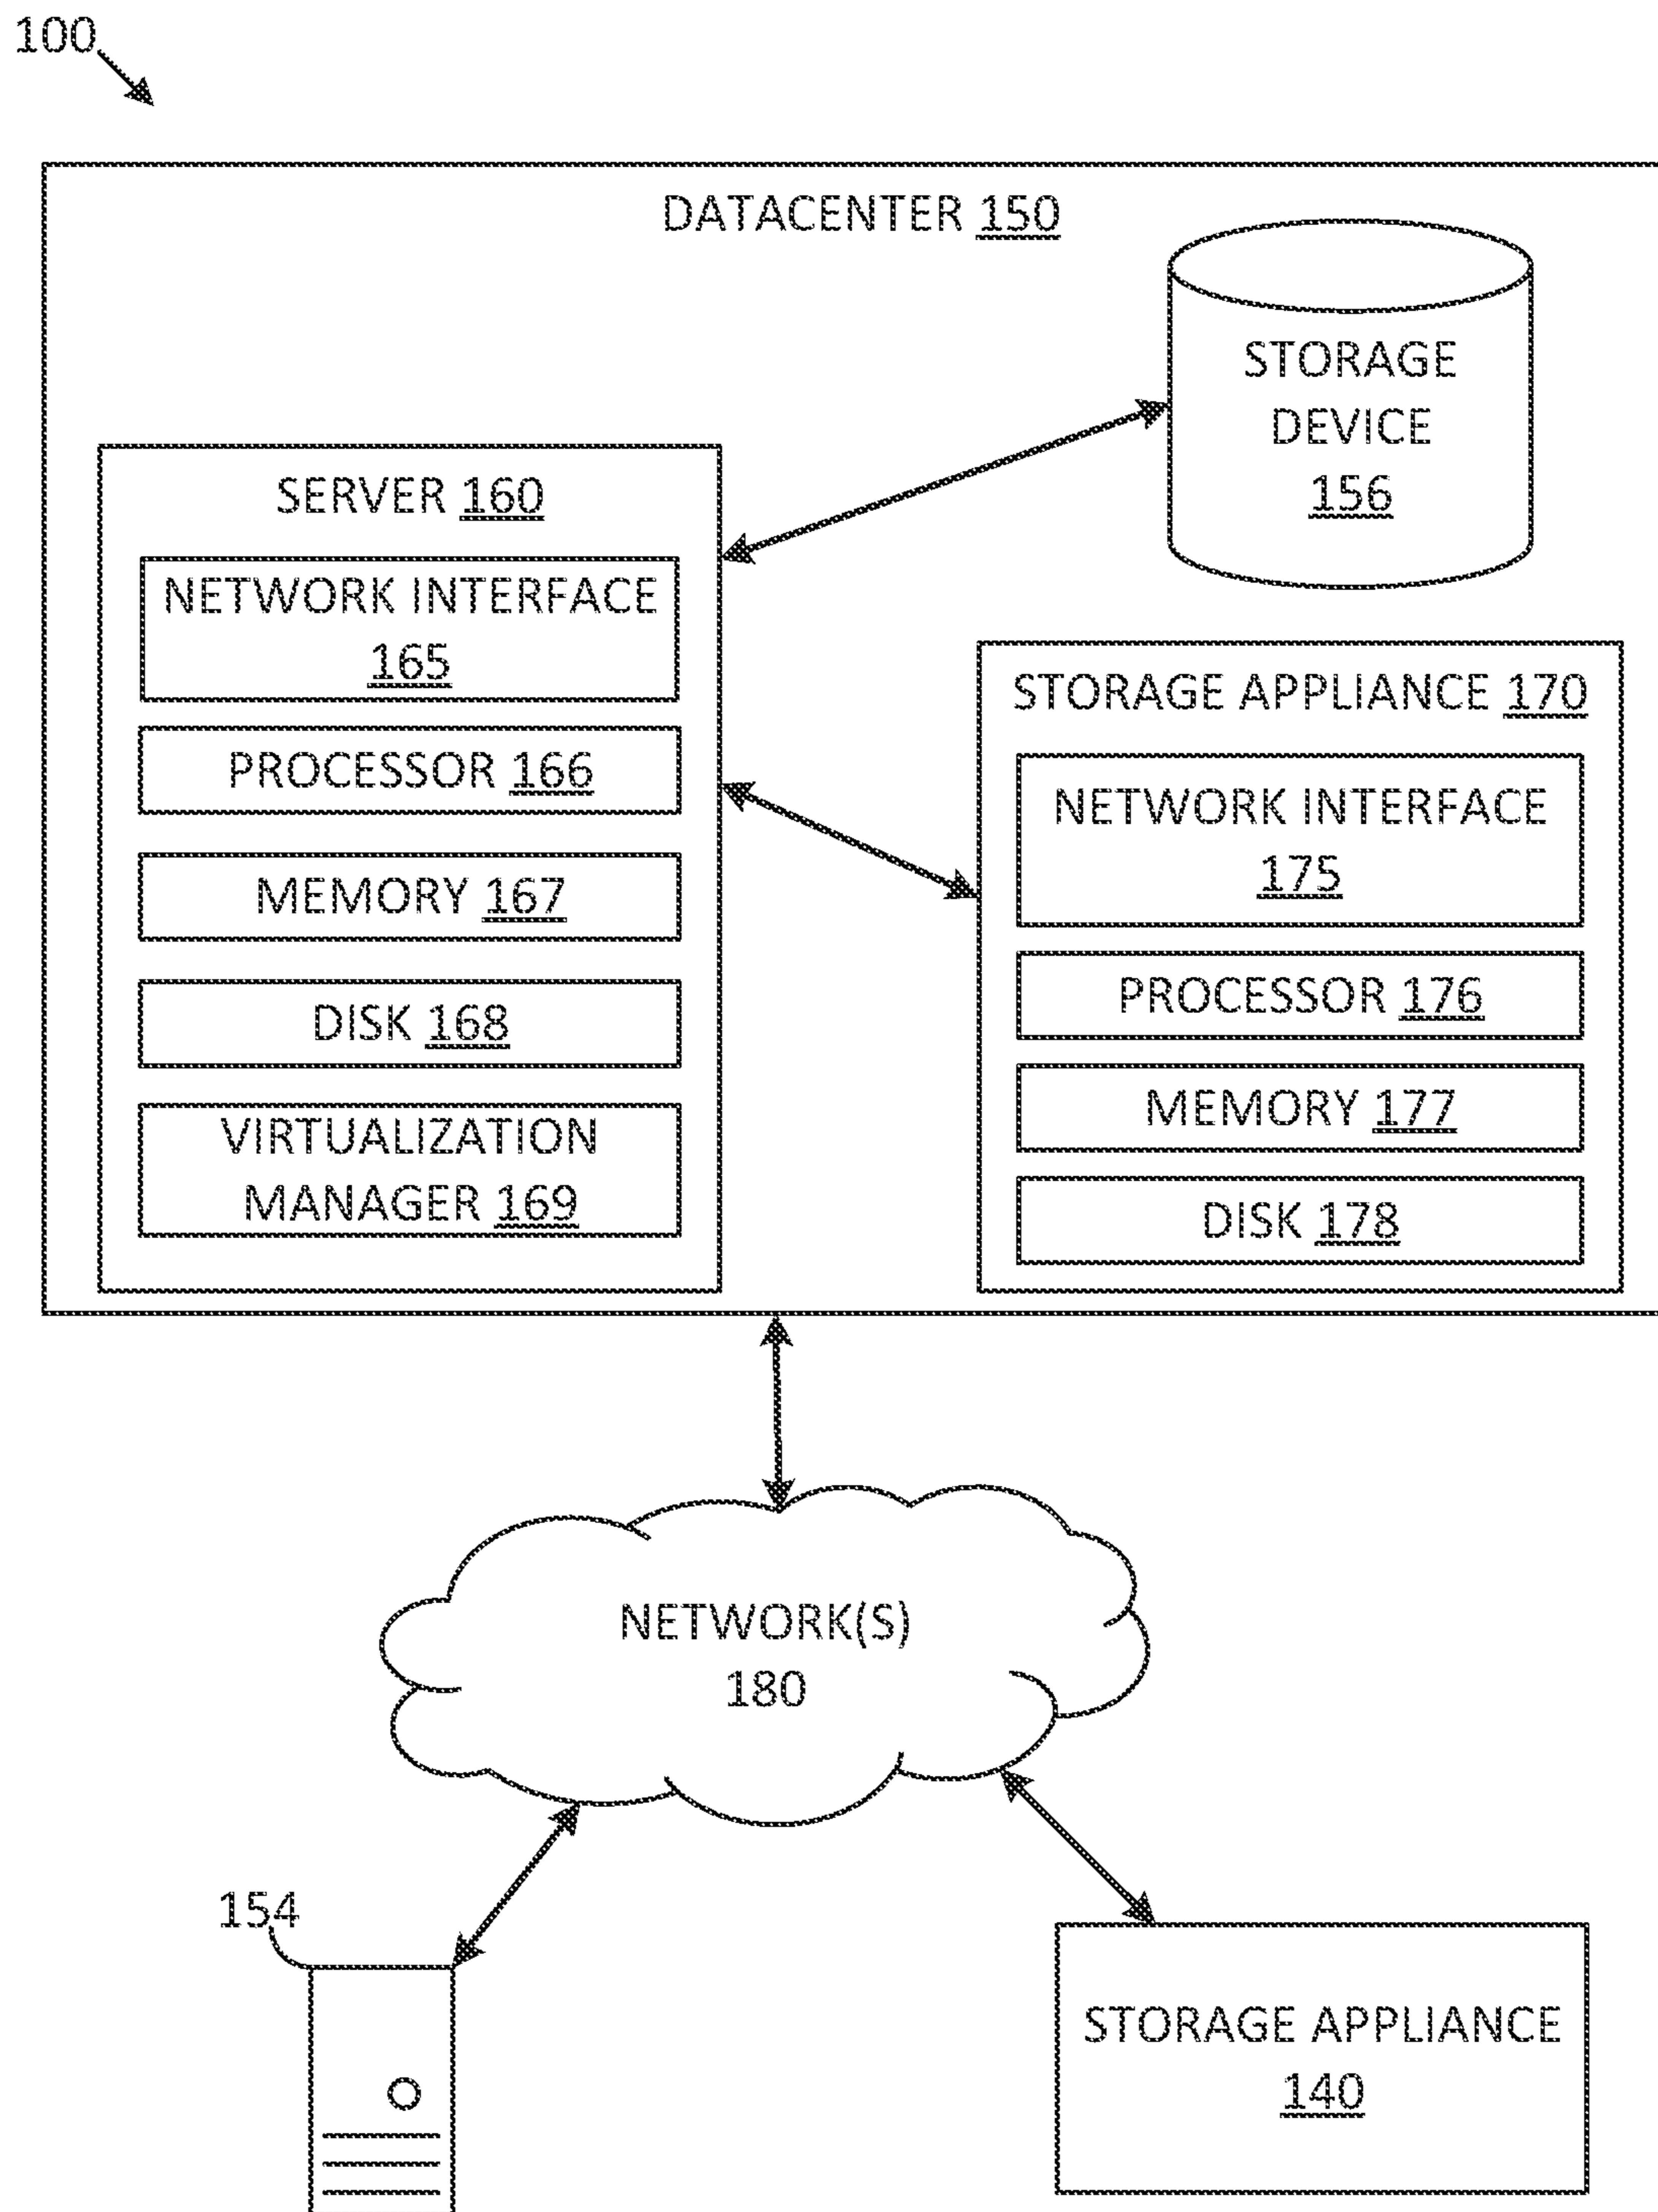 100
DATACENTER 150
STORAGE
DEVICE
156
SERVER 160
NETWORK INTERFACE
165
PROCESSOR 166
MEMORY 167
DISK 168
VIRTUALIZATION
MANAGER 169
STORAGE APPLIANCE 170
NETWORK INTERFACE
175
PROCESSOR 176
MEMORY 177
DISK 178
NETWORK(S)
180
154
STORAGE APPLIANCE
140